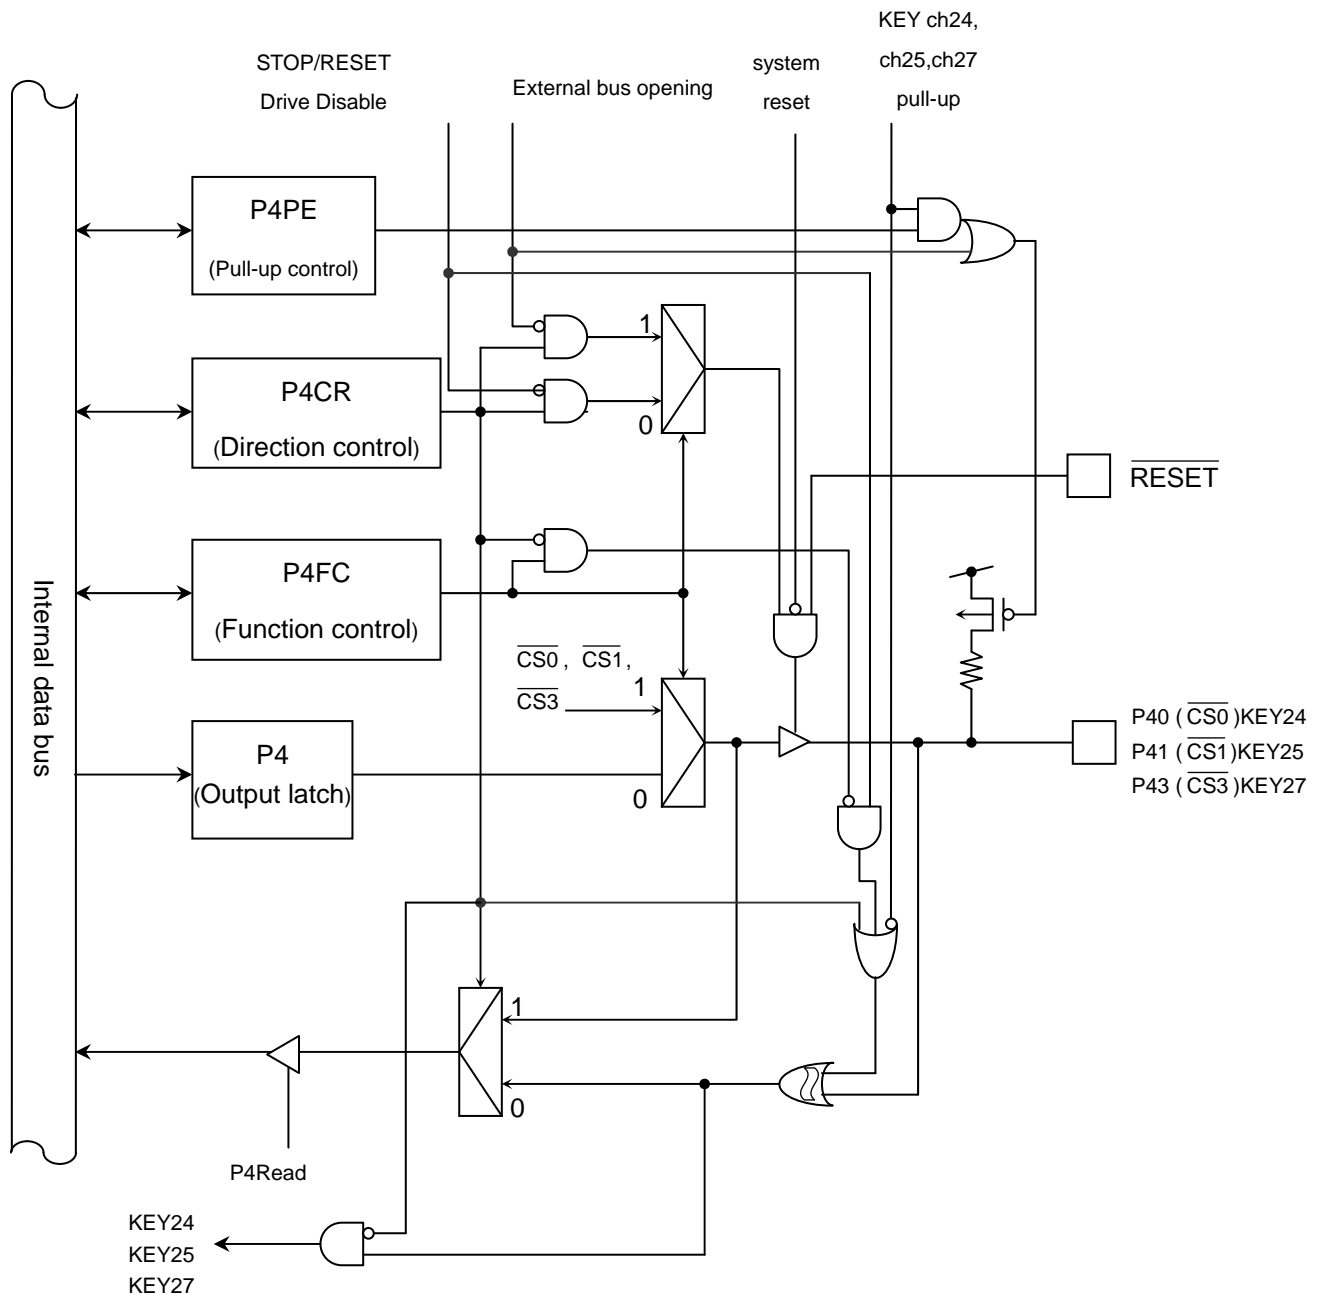 KEY ch24,
ch25,ch27
pull-up
STOP/RESET
Drive Disable
External bus opening
system
reset
P4PE
(Pull-up control)
1
0
P4CR
(Direction control)
RESET
P4FC
(Function control)
Internal data bus
CS0 , CS1 ,
CS3
1
0
P4
(Output latch)
P40 ( CS0 )KEY24
P41 ( CS1 )KEY25
P43 ( CS3 )KEY27
1
0
P4Read
KEY24
KEY25
KEY27